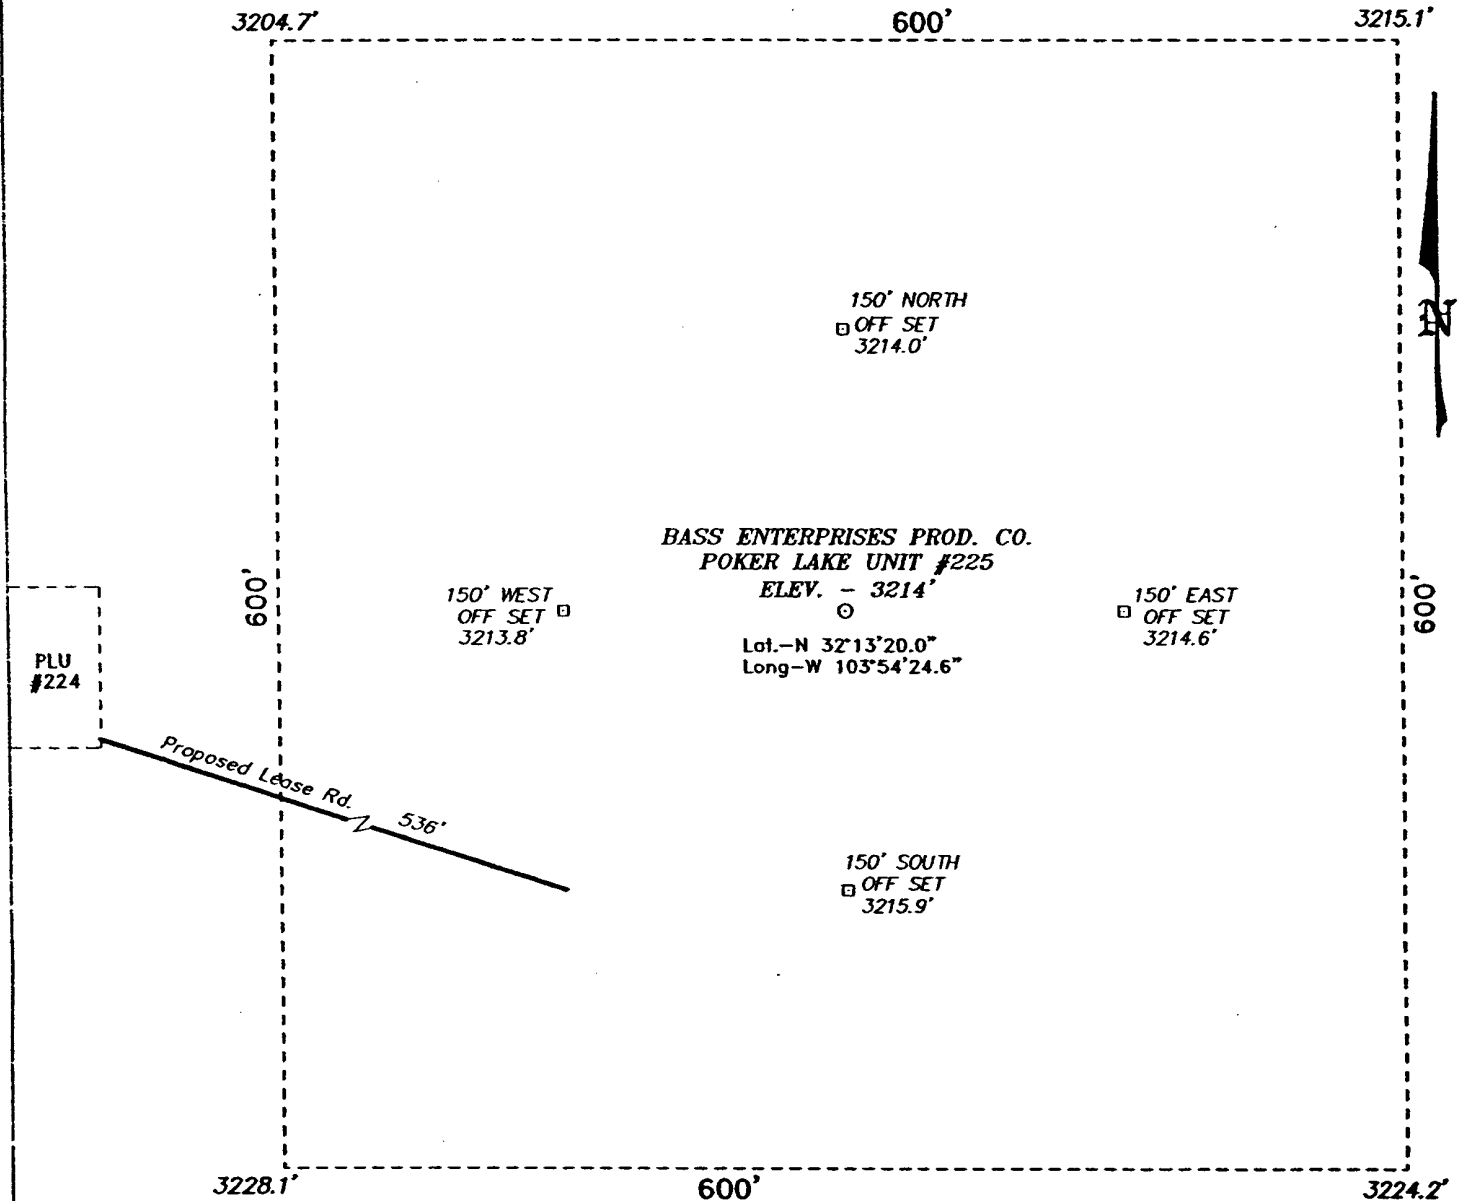 3204.7'
600'
3215.1'
N
150' NORTH
OFF SET
3214.0'
BASS ENTERPRISES PROD. CO.
POKER LAKE UNIT #225
ELEV. - 3214'
Lat.-N 32°13'20.0"
Long-W 103°54'24.6"
150' WEST
OFF SET
3213.8'
150' EAST
OFF SET
3214.6'
600'
600'
PLU
#224
Proposed Lease Rd.
536'
150' SOUTH
OFF SET
3215.9'
3228.1'
600'
3224.2'